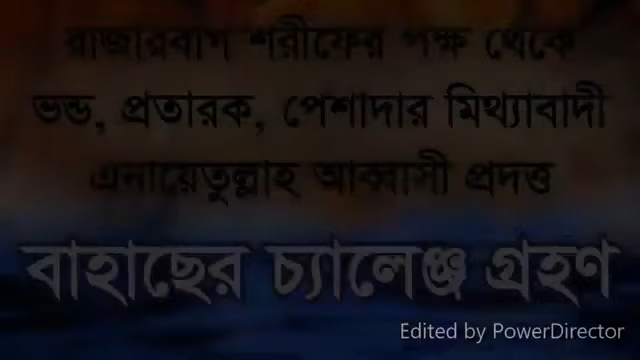 রাজারবাগ শরীফের পক্ষ থেকে
ভন্ড, প্রতারক, পেশাদার মিথ্যাবাদী
এনায়েতুল্লাহ আব্বাসী প্রদত্ত
বাহাছের চ্যালেঞ্জ গ্রহণ
Edited by PowerDirector